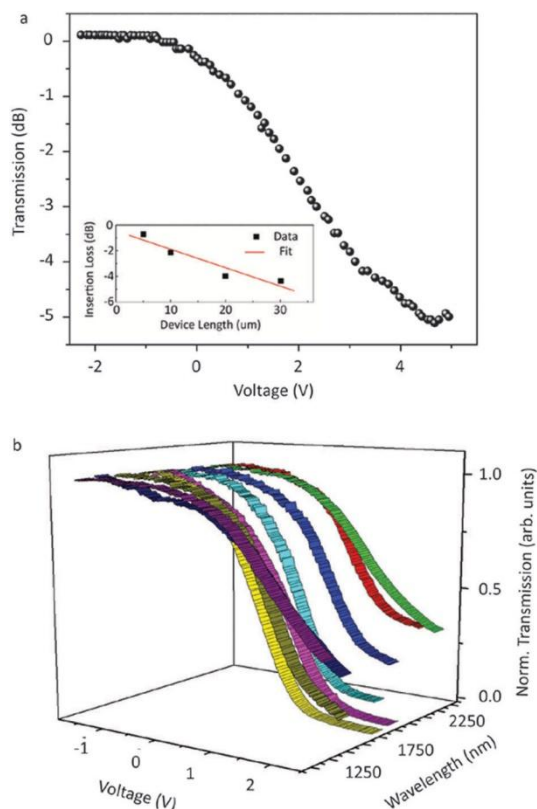 a
0
-1
-2
-3
-4
-5
Transmission (dB)
Insertion Loss (dB)
0
-2
-4
-6
Data
Fit
0 10 20 30
Device Length (um)
-2 0 2 4
Voltage (V)
b
1.0
0.5
0.0
Norm. Transmission (arb. units)
-1 0 1 2
Voltage (V)
1250 1750 2250
Wavelength (nm)